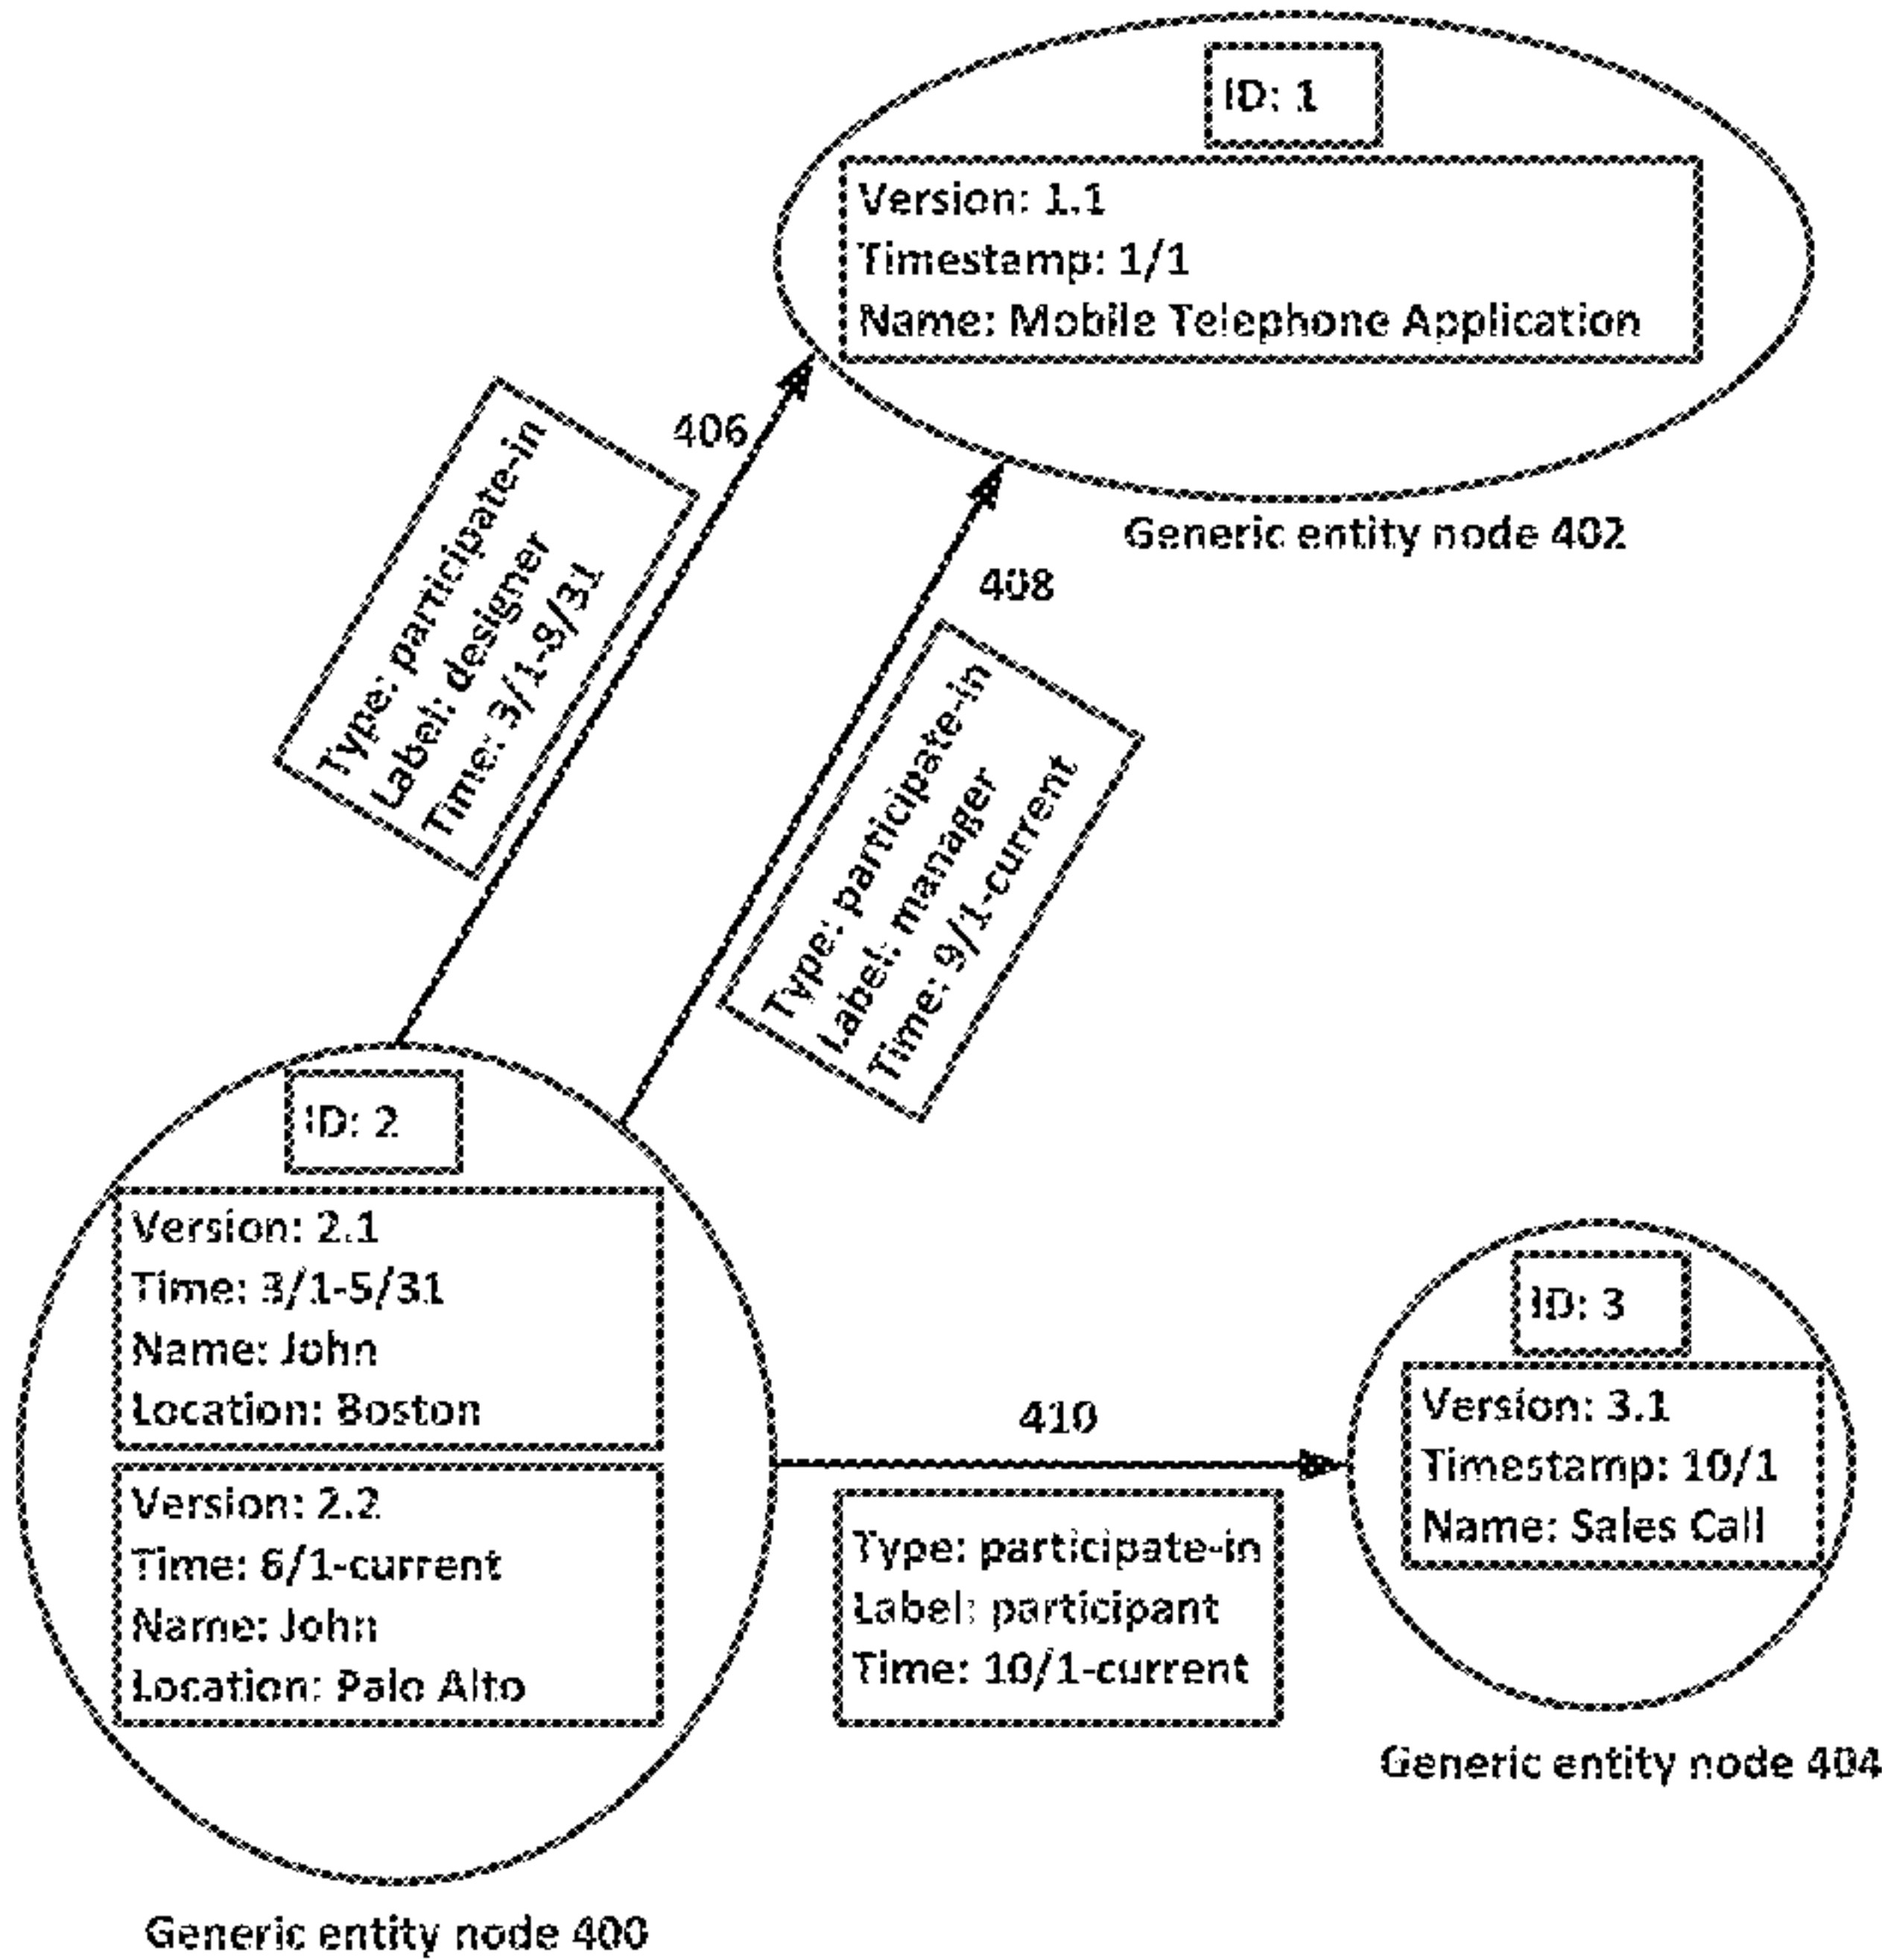 ID: 1
Version: 1.1
Timestamp: 1/1
Name: Mobile Telephone Application
Generic entity node 402
406
Type: participate-in
Label: designer
Time: 3/1-8/31
408
Type: participate-in
Label: manager
Time: 9/1-current
ID: 2
Version: 2.1
Time: 3/1-5/31
Name: John
Location: Boston
Version: 2.2
Time: 6/1-current
Name: John
Location: Palo Alto
Generic entity node 400
410
Type: participate-in
Label: participant
Time: 10/1-current
ID: 3
Version: 3.1
Timestamp: 10/1
Name: Sales Call
Generic entity node 404